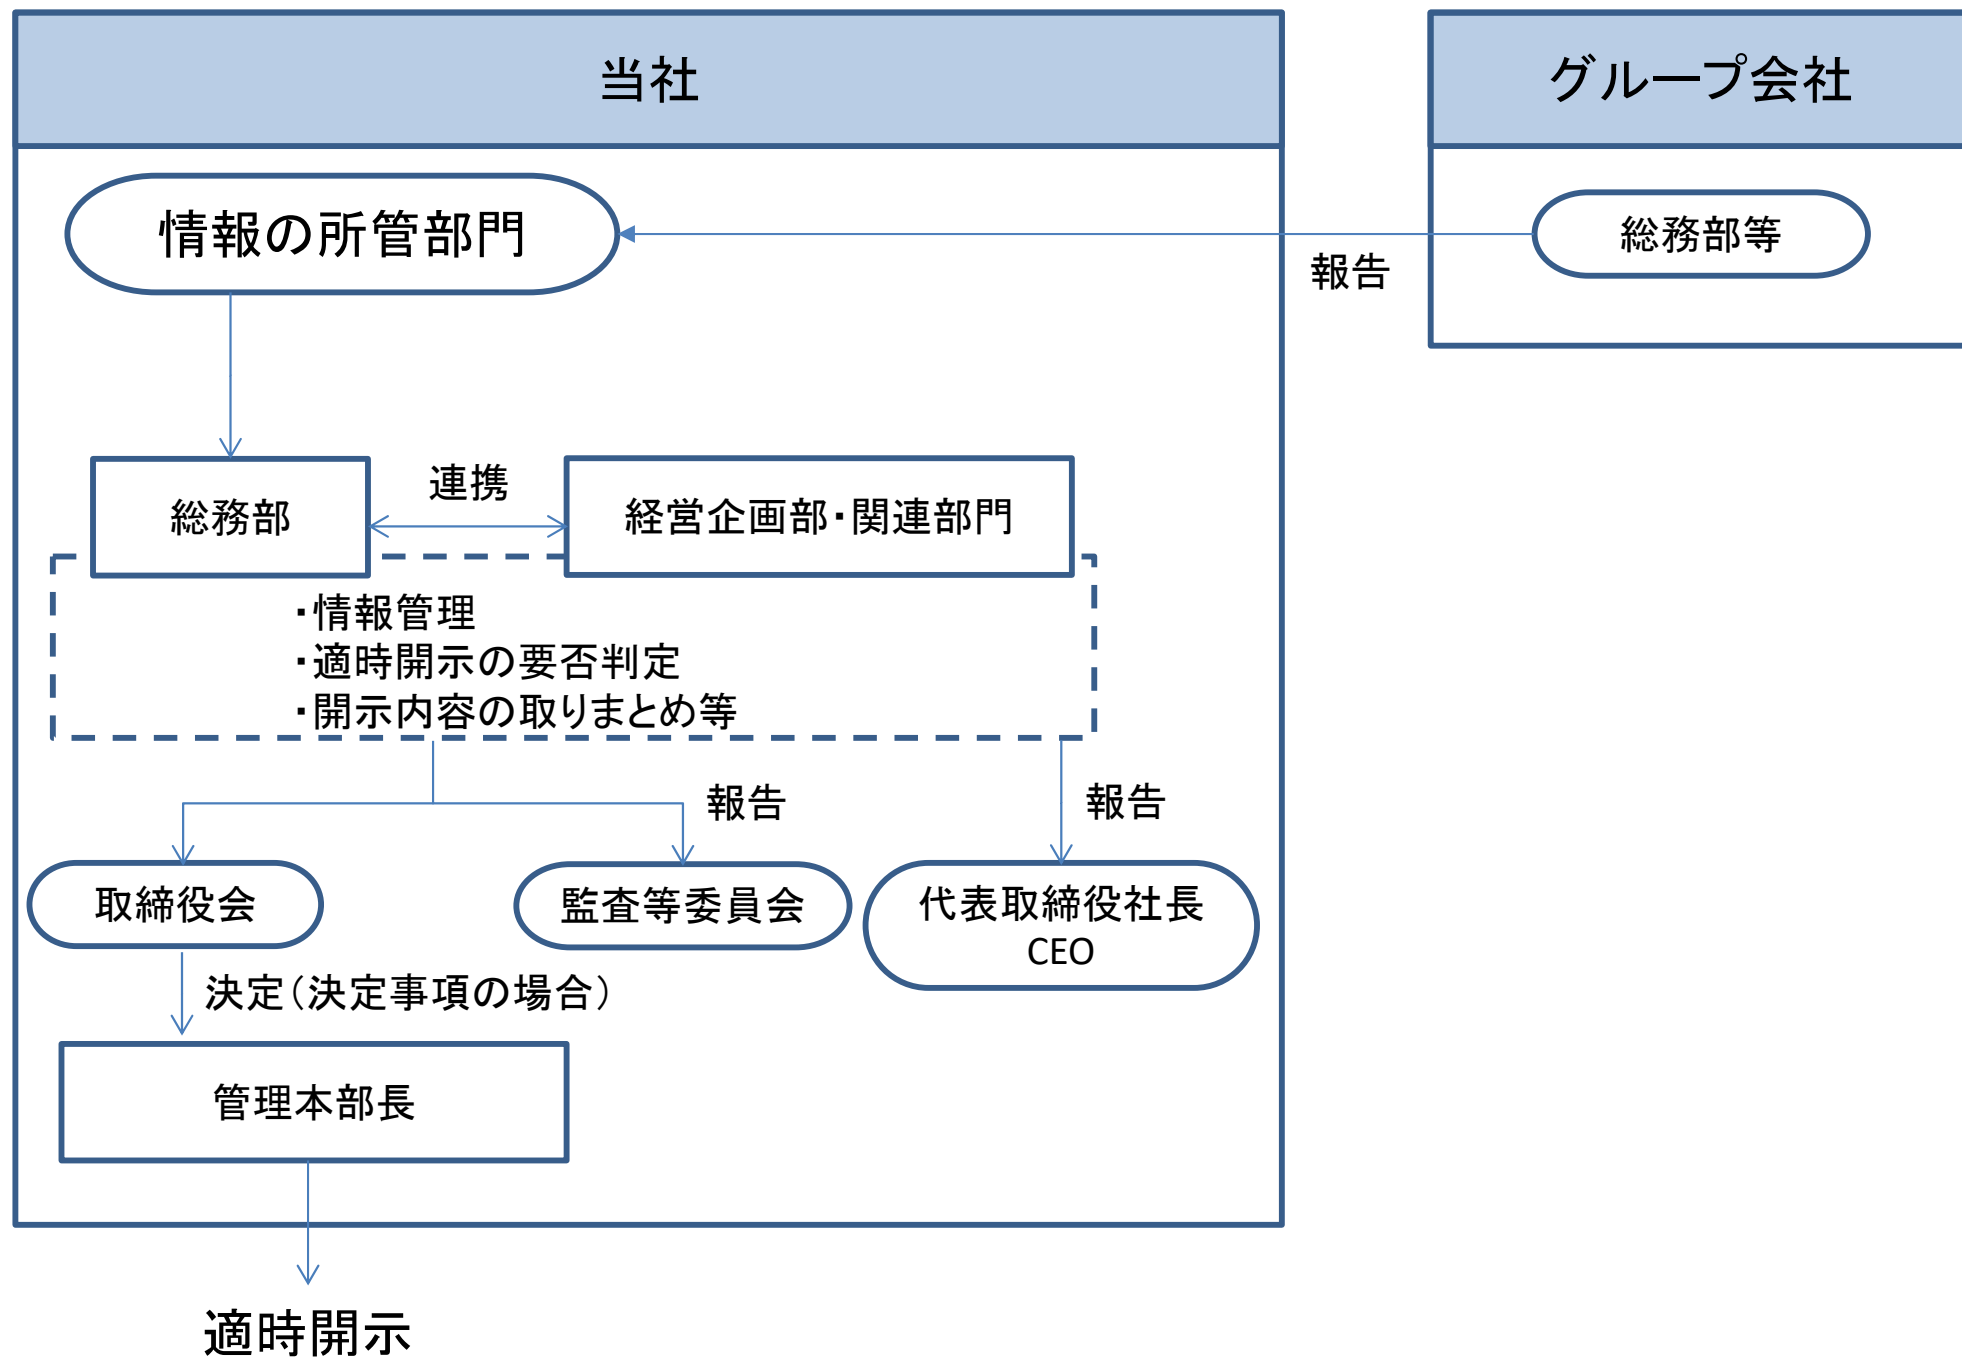 当社
グループ会社
情報の所管部門
総務部等
報告
総務部
連携
経営企画部・関連部門
・情報管理
・適時開示の要否判定
・開示内容の取りまとめ等
報告
報告
取締役会
監査等委員会
代表取締役社長
CEO
決定（決定事項の場合）
管理本部長
適時開示